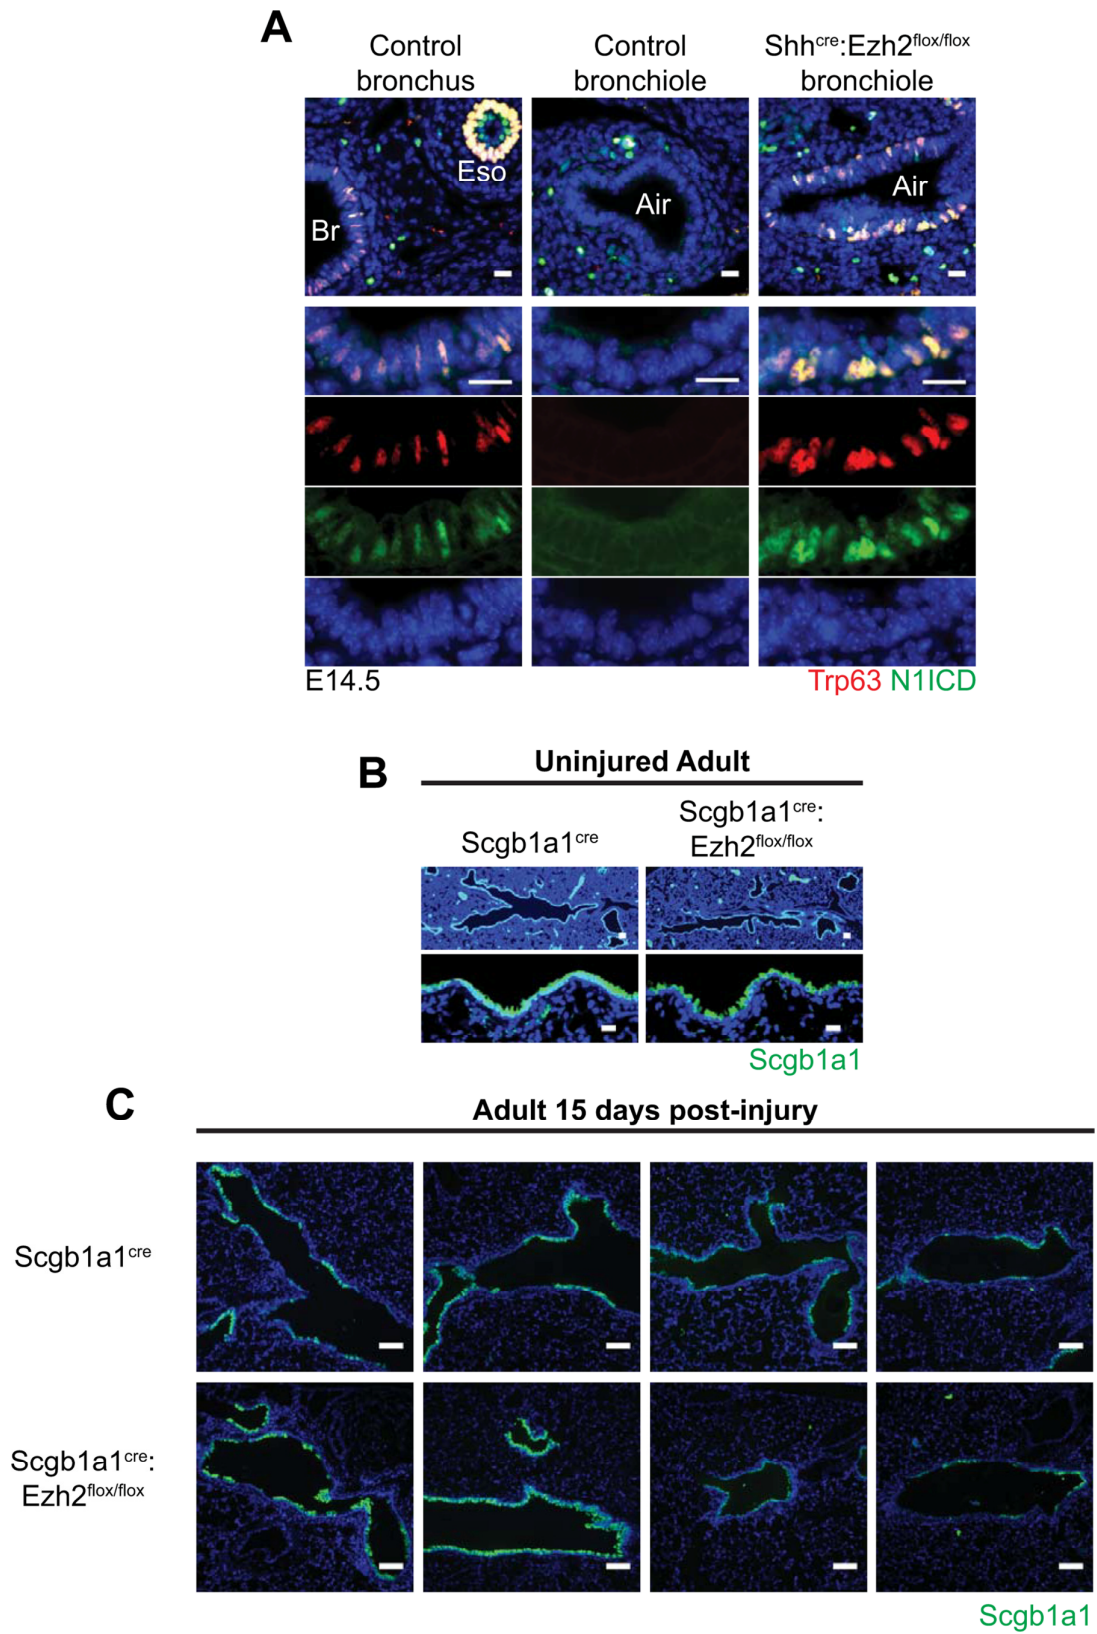 A
Control
bronchus
Control
bronchiole
Shhcre:Ezh2flox/flox
bronchiole
Eso
Br
Air
Air
E14.5
Trp63 N1ICD
B
Uninjured Adult
Scgb1a1cre
Scgb1a1cre:
Ezh2flox/flox
Scgb1a1
C
Adult 15 days post-injury
Scgb1a1cre
Scgb1a1cre:
Ezh2flox/flox
Scgb1a1